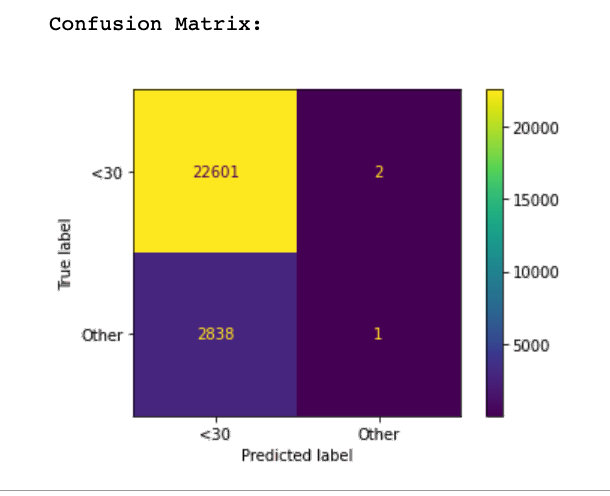 Confusion Matrix:
<30
22601
2
Other
2838
1
<30
Other
True label
Predicted label
20000
15000
10000
5000